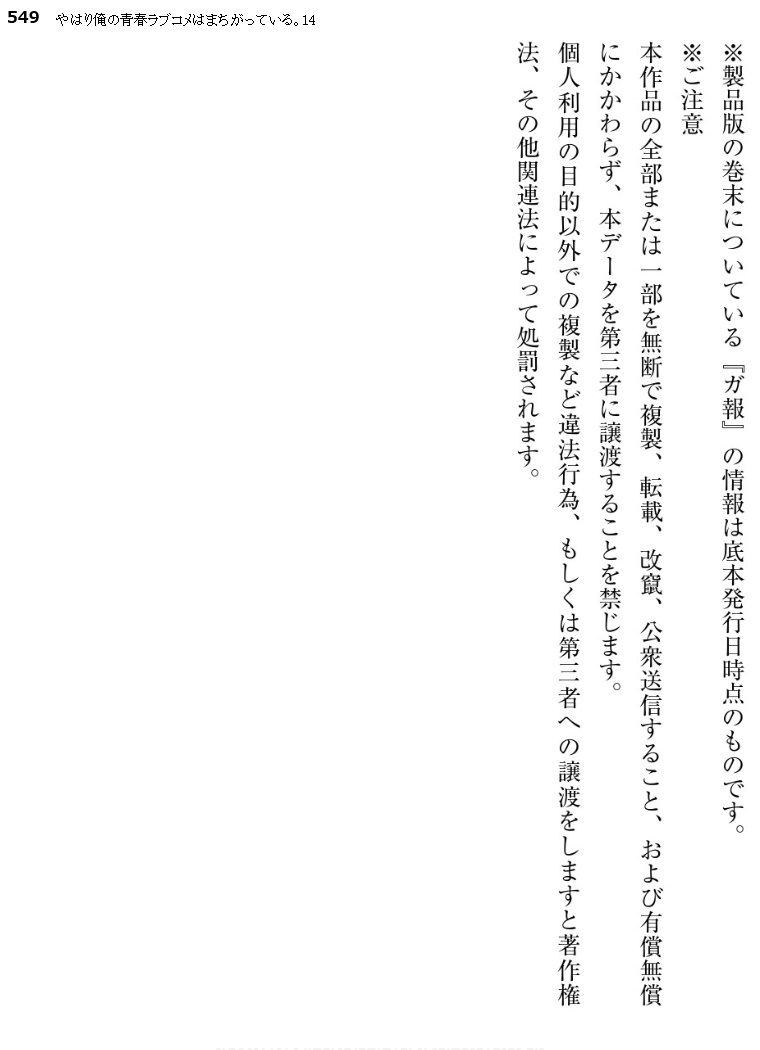 549 やはり俺の青春ラブコメはまちがっている。14
※製品版の巻末についている『ガ報』の情報は底本発行日時点のものです。
※ご注意
本作品の全部または一部を無断で複製、転載、改竄、公衆送信すること、および有償無償
にかかわらず、本データを第三者に譲渡することを禁じます。
個人利用の目的以外での複製など違法行為、もしくは第三者への譲渡をしますと著作権
法、その他関連法によって処罰されます。